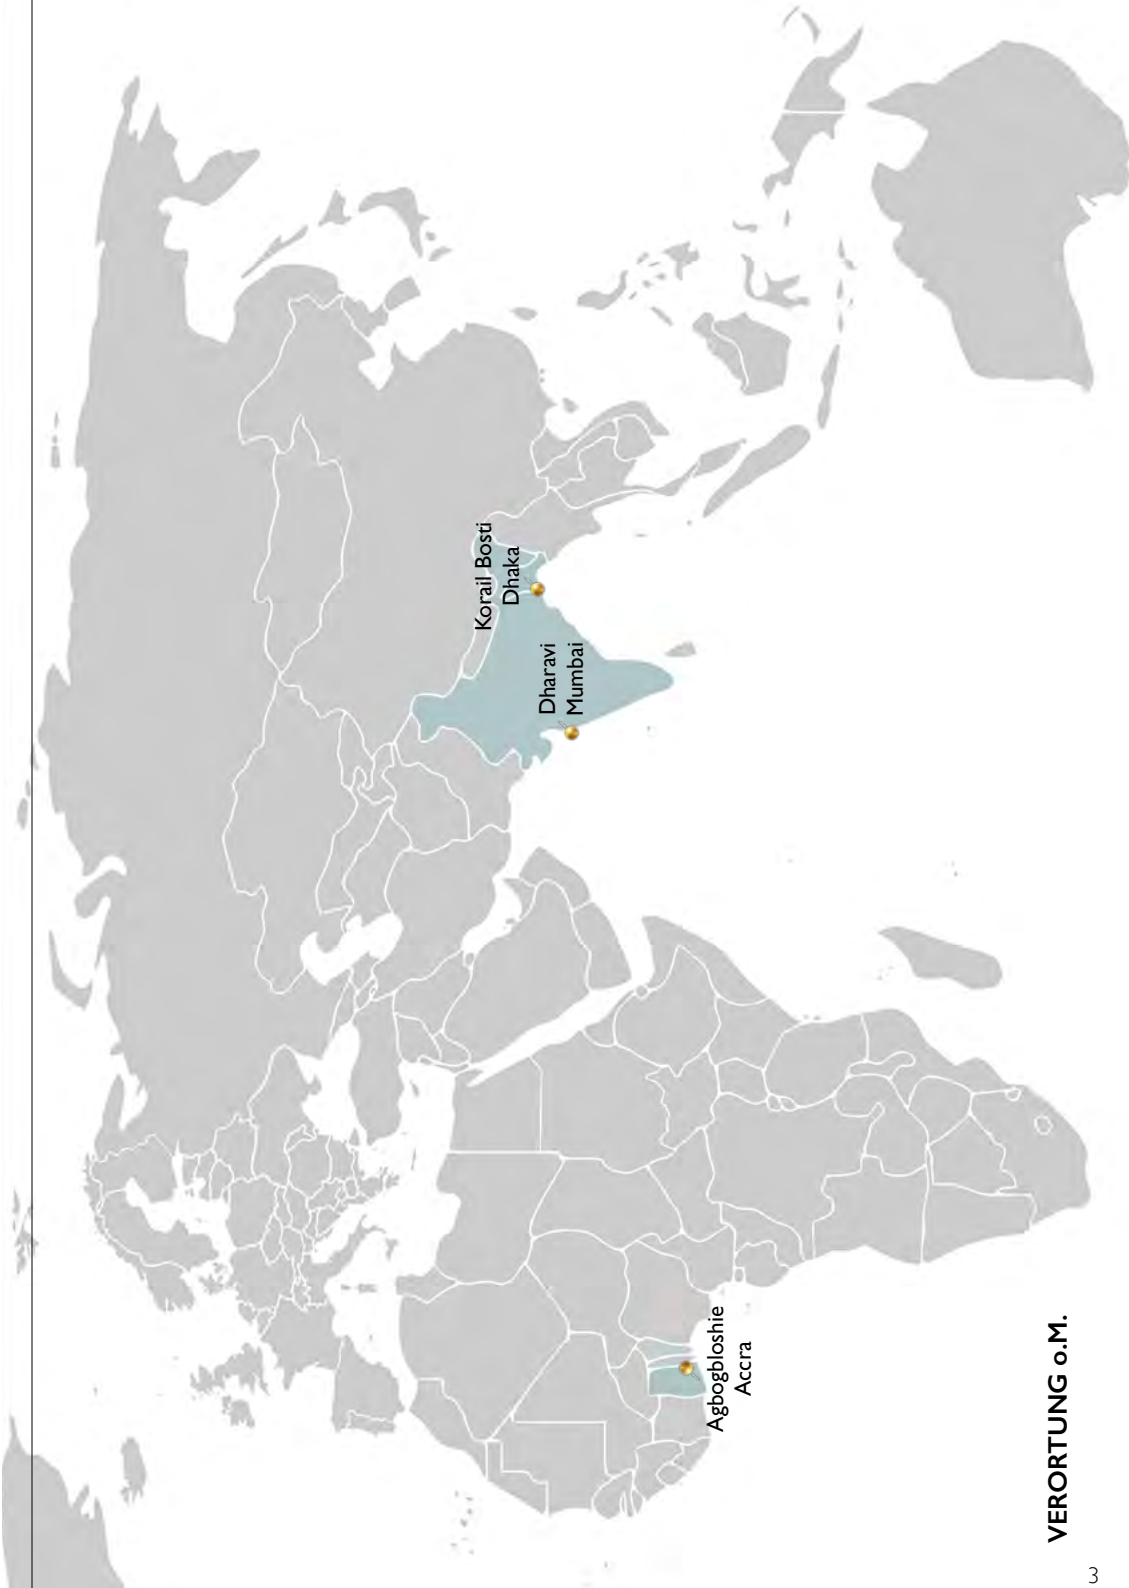 Korail Bosti
Dhaka
Dharavi
Mumbai
Agbogbloshie
Accra
VERORTUNG o.M.
3